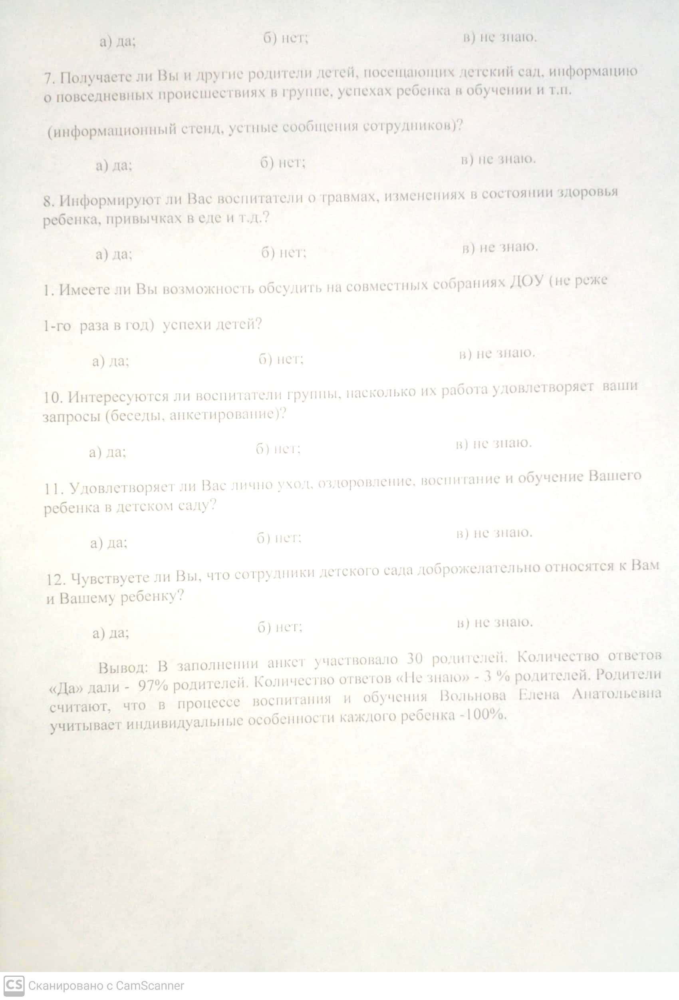 а) да; б) нет; в) не знаю.
7. Получаете ли Вы и другие родители детей, посещающих детский сад, информацию
о повседневных происшествиях в группе, успехах ребенка в обучении и т.п.
(информационный стенд, устные сообщения сотрудников)?
а) да; б) нет; в) не знаю.
8. Информируют ли Вас воспитатели о травмах, изменениях в состоянии здоровья
ребенка, привычках в еде и т.д.?
а) да; б) нет; в) не знаю.
1. Имеете ли Вы возможность обсудить на совместных собраниях ДОУ (не реже
1-го раза в год) успехи детей?
а) да; б) нет; в) не знаю.
10. Интересуются ли воспитатели группы, насколько их работа удовлетворяет ваши
запросы (беседы, анкетирование)?
а) да; б) нет; в) не знаю.
11. Удовлетворяет ли Вас лично уход, оздоровление, воспитание и обучение Вашего
ребенка в детском саду?
а) да; б) нет; в) не знаю.
12. Чувствуете ли Вы, что сотрудники детского сада доброжелательно относятся к Вам
и Вашему ребенку?
а) да; б) нет; в) не знаю.
Вывод: В заполнении анкет участвовало 30 родителей. Количество ответов
«Да» дали - 97% родителей. Количество ответов «Не знаю» - 3 % родителей. Родители
считают, что в процессе воспитания и обучения Вольнова Елена Анатольевна
учитывает индивидуальные особенности каждого ребенка -100%.
CS Сканировано с CamScanner